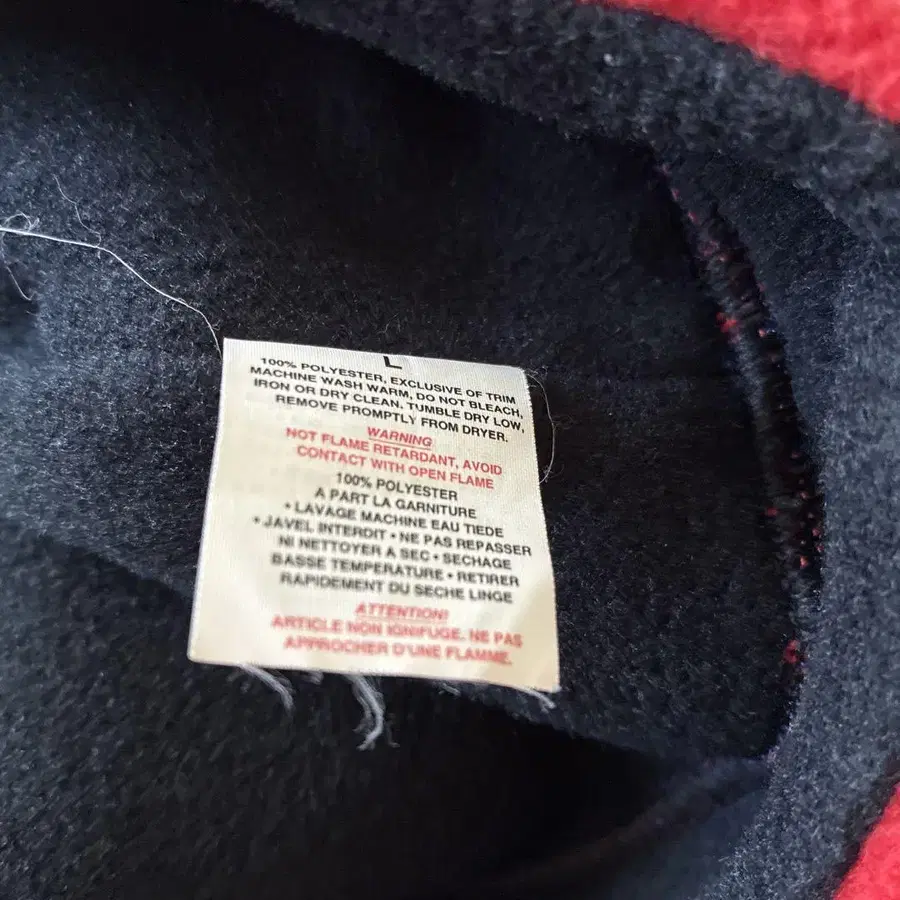 L
100% POLYESTER, EXCLUSIVE OF TRIM
MACHINE WASH WARM, DO NOT BLEACH,
IRON OR DRY CLEAN. TUMBLE DRY LOW,
REMOVE PROMPTLY FROM DRYER.
WARNING
NOT FLAME RETARDANT, AVOID
CONTACT WITH OPEN FLAME
100% POLYESTER
A PART LA GARNITURE
• LAVAGE MACHINE EAU TIEDE
• JAVEL INTERDIT • NE PAS REPASSER
NI NETTOYER A SEC • SECHAGE
BASSE TEMPERATURE • RETIRER
RAPIDEMENT DU SECHE LINGE
ATTENTION!
ARTICLE NON IGNIFUGE. NE PAS
APPROCHER D'UNE FLAMME.